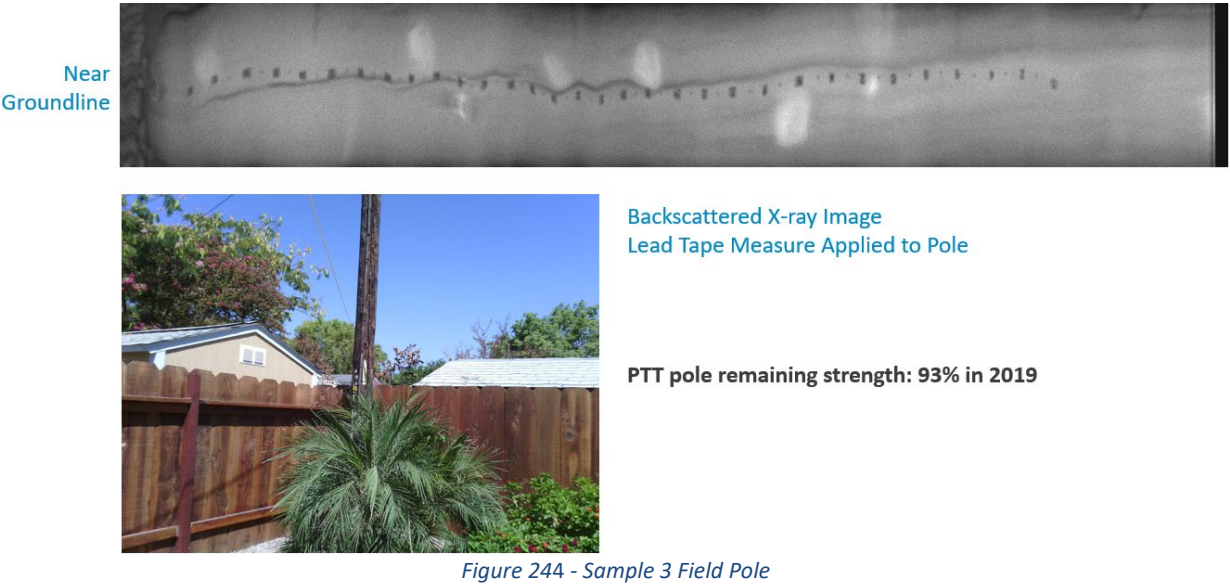 Near
Groundline
Backscattered X-ray Image
Lead Tape Measure Applied to Pole
PTT pole remaining strength: 93% in 2019
Figure 244 - Sample 3 Field Pole